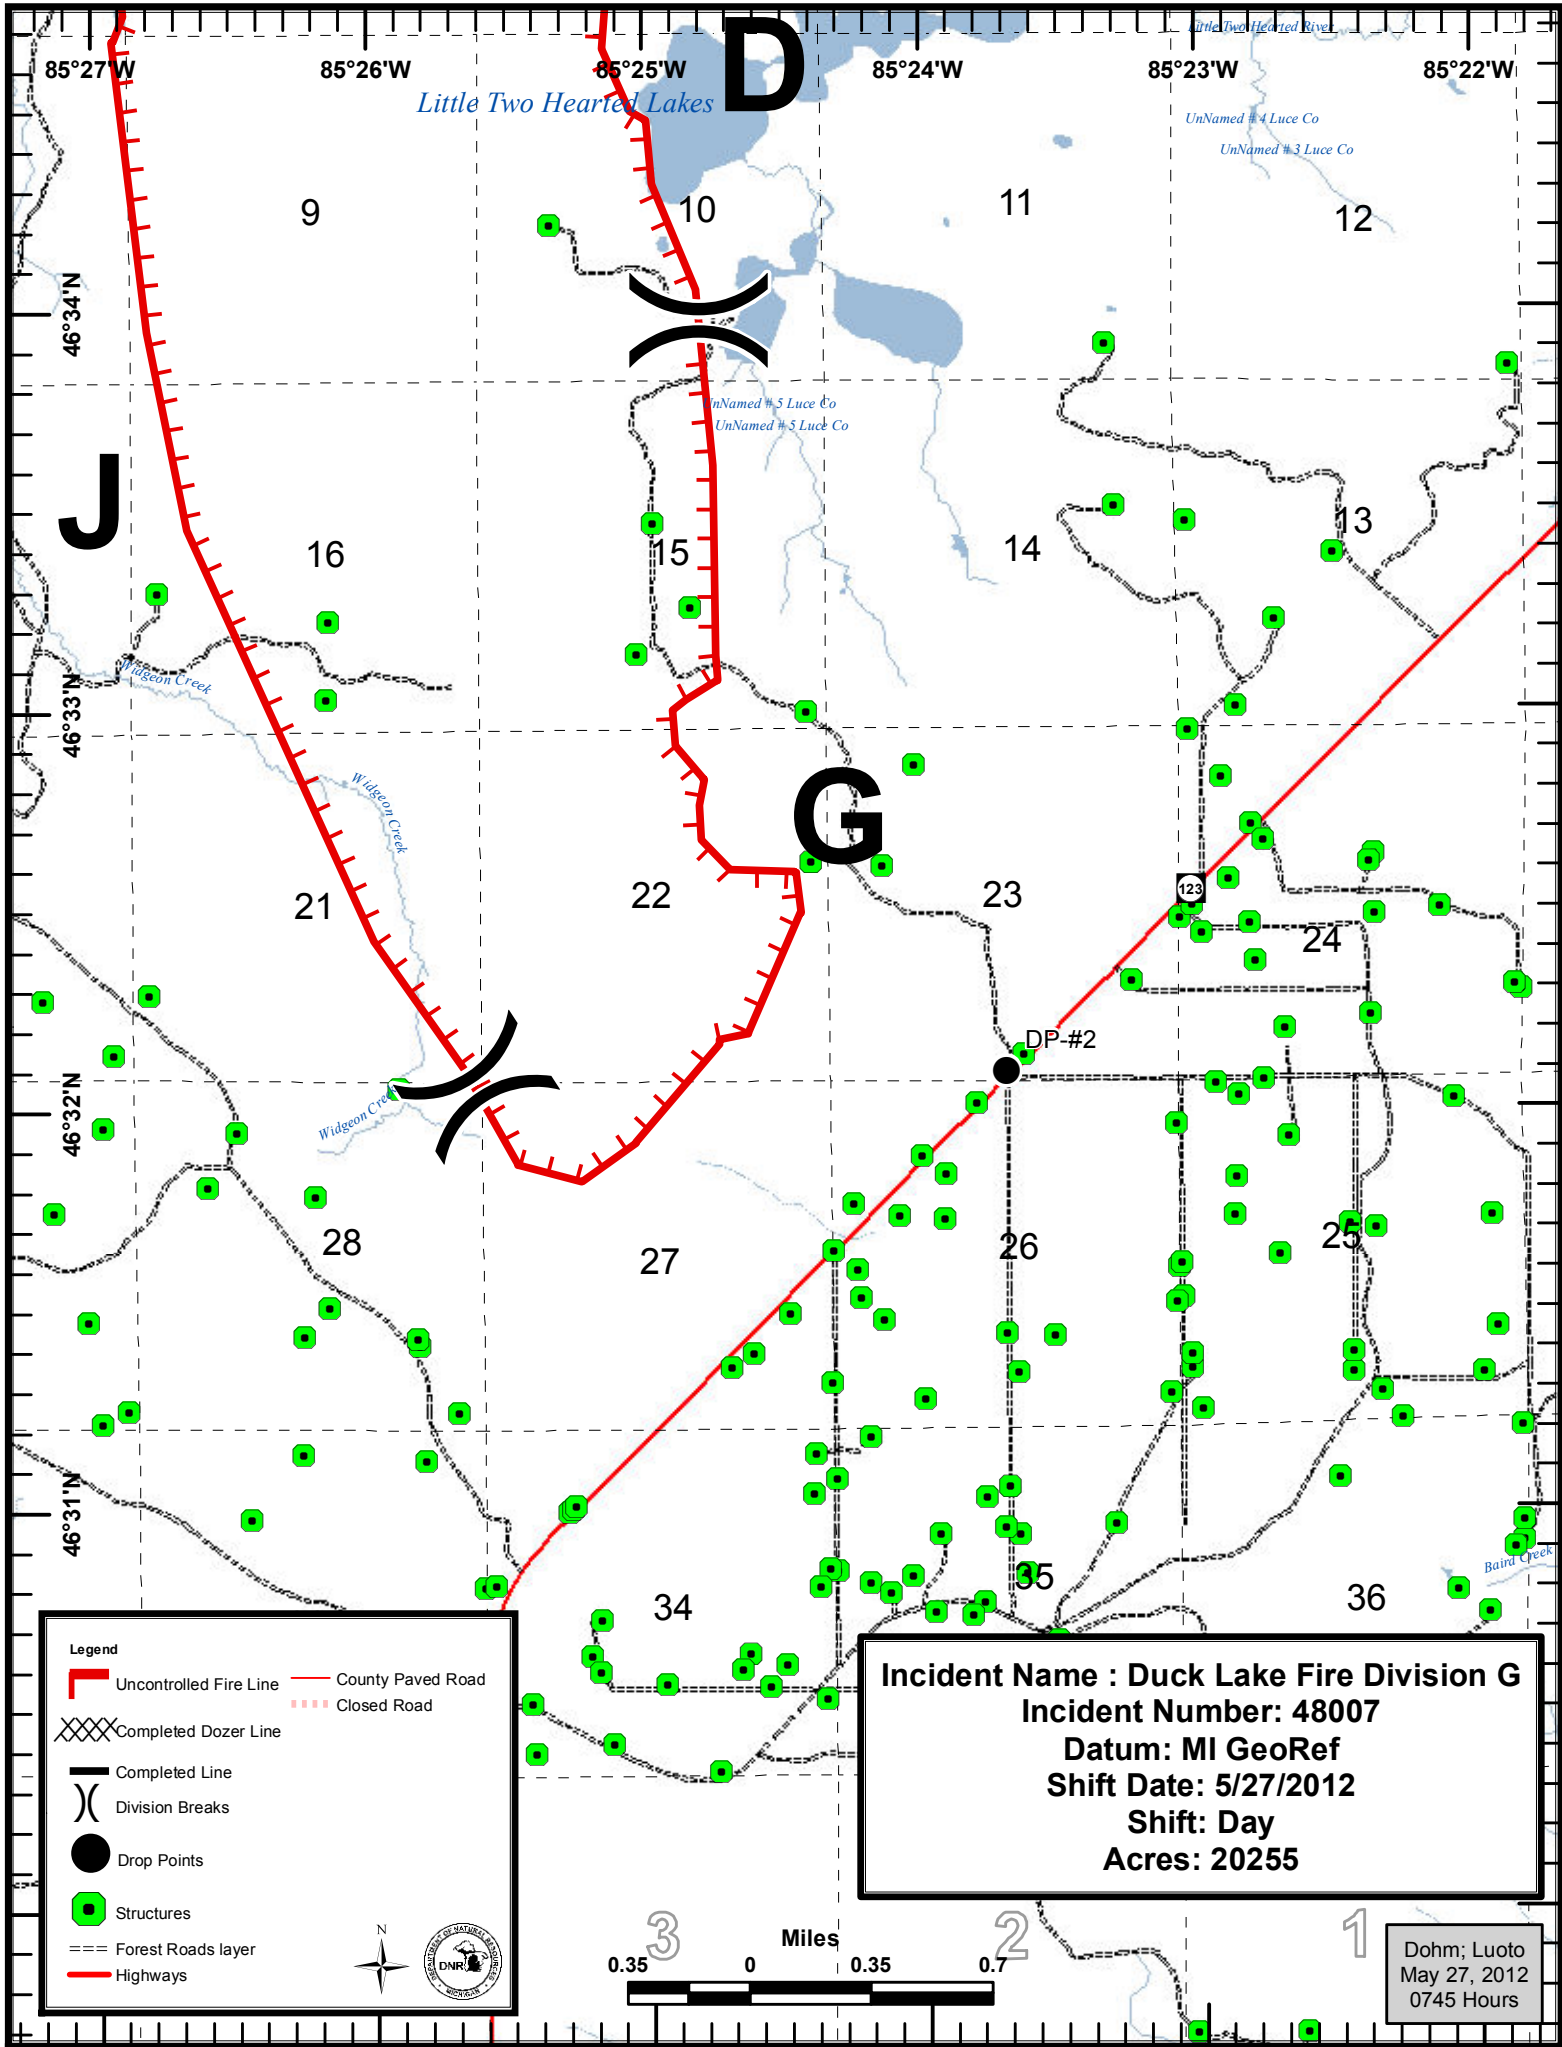 Little Two Hearted River
D
85°27'W 85°26'W 85°25'W 85°24'W 85°23'W 85°22'W
Little Two Hearted Lakes
UnNamed # 4 Luce Co
UnNamed # 3 Luce Co
9 10 11 12
46°34'N
UnNamed # 5 Luce Co
UnNamed # 5 Luce Co
J
16 15 14 13
Widgeon Creek
46°33'N
Widgeon Creek
G
123
21 22 23 24
DP-#2
46°32'N
Widgeon Creek
28 27 26 25
46°31'N
Baird Creek
34 35 36
Legend
Uncontrolled Fire Line
County Paved Road
Closed Road
Completed Dozer Line
Completed Line
Division Breaks
Drop Points
Structures
Forest Roads layer
Highways
N
DEPARTMENT OF NATURAL RESOURCES
DNR
MICHIGAN
Incident Name : Duck Lake Fire Division G
Incident Number: 48007
Datum: MI GeoRef
Shift Date: 5/27/2012
Shift: Day
Acres: 20255
3 2 1
Miles
0.35 0 0.35 0.7
Dohm; Luoto
May 27, 2012
0745 Hours